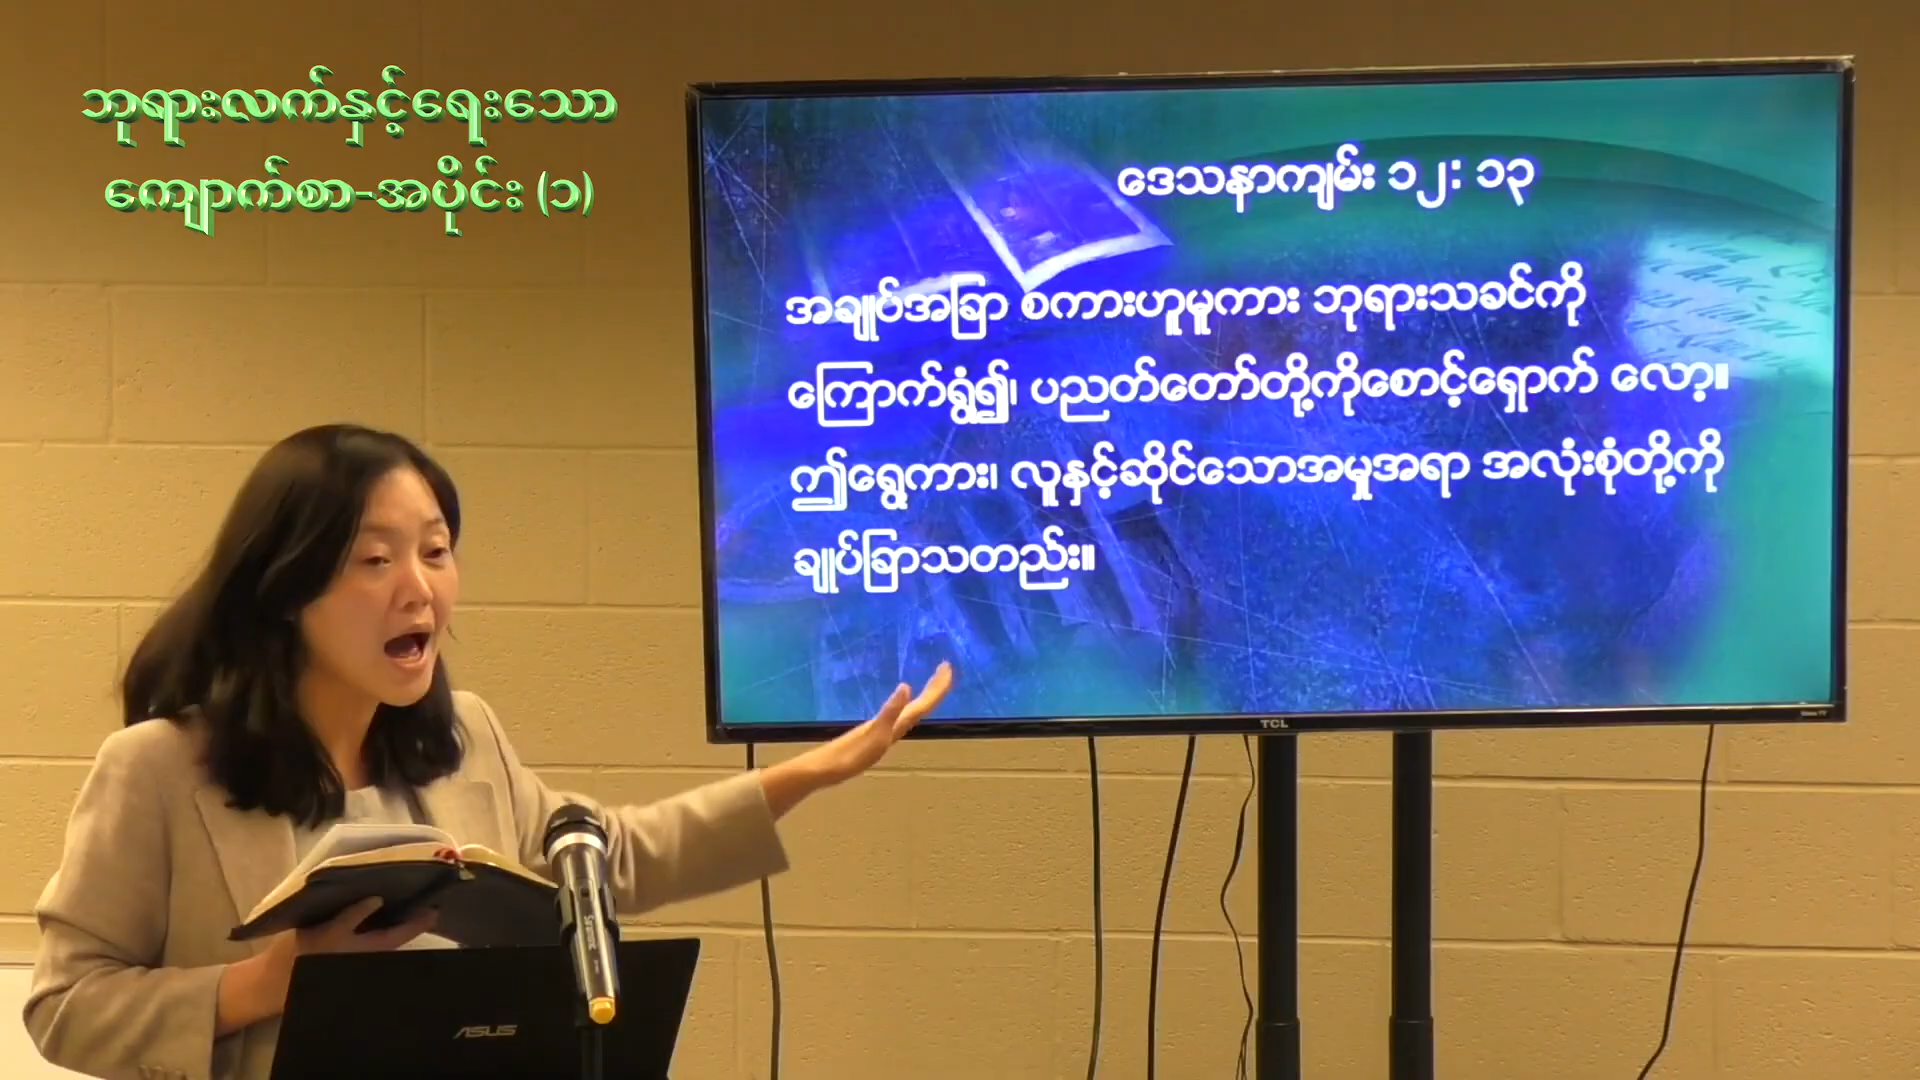 ဘုရားလက်နှင့်ရေးသော
ကျောက်စာ-အပိုင်း (၁)
ဒေသနာကျမ်း ၁၂: ၁၃
အချုပ်အခြာ စကားဟူမူကား ဘုရားသခင်ကို
ကြောက်ရွံ့၍၊ ပညတ်တော်တို့ကိုစောင့်ရှောက် လော့။
ဤရွေ့ကား၊ လူနှင့်ဆိုင်သောအမှုအရာ အလုံးစုံတို့ကို
ချုပ်ခြာသတည်း။
TCL
ASUS